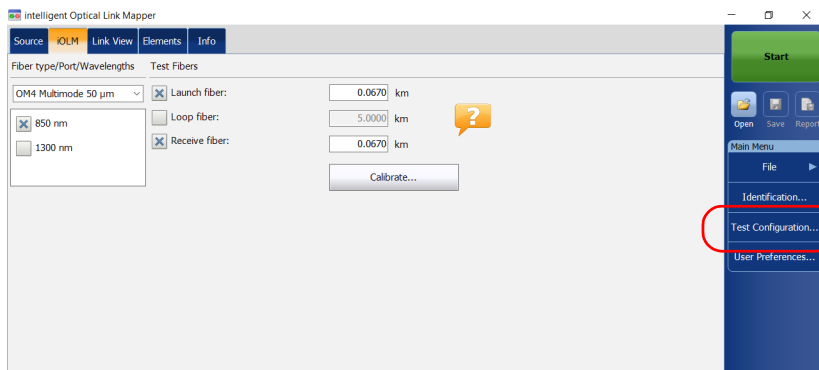 intelligent Optical Link Mapper
Source iOLM Link View Elements Info
Start
Fiber type/Port/Wavelengths Test Fibers
OM4 Multimode 50 µm
Launch fiber: 0.0670 km
Loop fiber: 5.0000 km
850 nm
Receive fiber: 0.0670 km
1300 nm
Calibrate...
?
Open Save Report
Main Menu
File
Identification...
Test Configuration...
User Preferences...